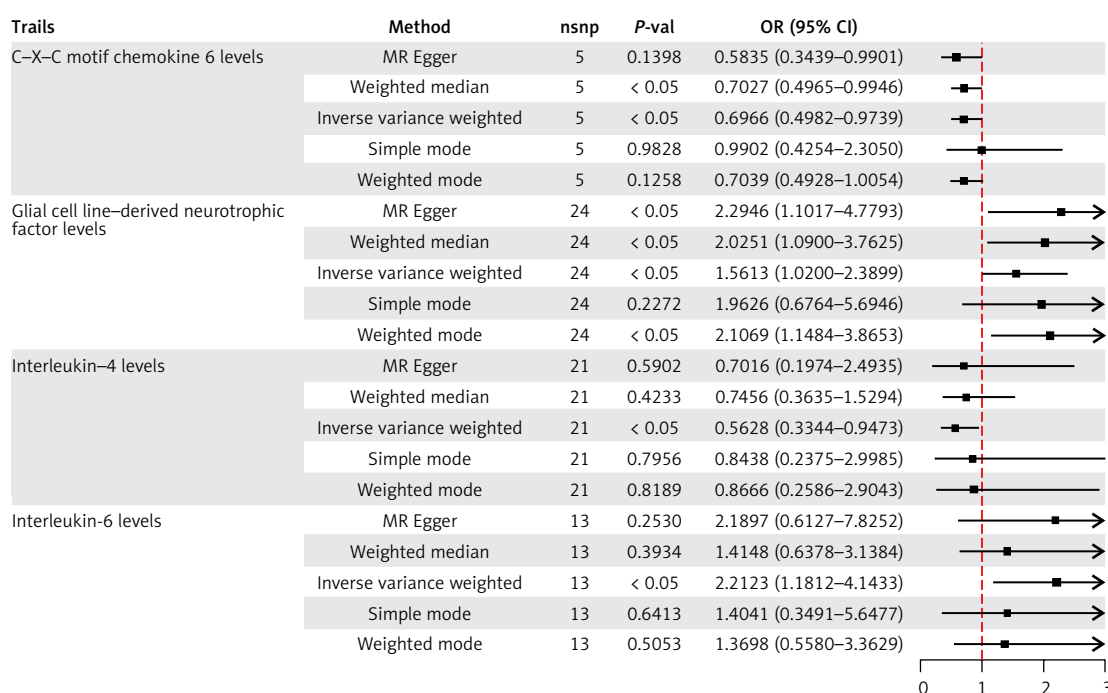 Trails Method nsnp P-val OR (95% CI)
C–X–C motif chemokine 6 levels MR Egger 5 0.1398 0.5835 (0.3439–0.9901)
Weighted median 5 < 0.05 0.7027 (0.4965–0.9946)
Inverse variance weighted 5 < 0.05 0.6966 (0.4982–0.9739)
Simple mode 5 0.9828 0.9902 (0.4254–2.3050)
Weighted mode 5 0.1258 0.7039 (0.4928–1.0054)
Glial cell line–derived neurotrophic MR Egger 24 < 0.05 2.2946 (1.1017–4.7793)
factor levels
Weighted median 24 < 0.05 2.0251 (1.0900–3.7625)
Inverse variance weighted 24 < 0.05 1.5613 (1.0200–2.3899)
Simple mode 24 0.2272 1.9626 (0.6764–5.6946)
Weighted mode 24 < 0.05 2.1069 (1.1484–3.8653)
Interleukin–4 levels MR Egger 21 0.5902 0.7016 (0.1974–2.4935)
Weighted median 21 0.4233 0.7456 (0.3635–1.5294)
Inverse variance weighted 21 < 0.05 0.5628 (0.3344–0.9473)
Simple mode 21 0.7956 0.8438 (0.2375–2.9985)
Weighted mode 21 0.8189 0.8666 (0.2586–2.9043)
Interleukin-6 levels MR Egger 13 0.2530 2.1897 (0.6127–7.8252)
Weighted median 13 0.3934 1.4148 (0.6378–3.1384)
Inverse variance weighted 13 < 0.05 2.2123 (1.1812–4.1433)
Simple mode 13 0.6413 1.4041 (0.3491–5.6477)
Weighted mode 13 0.5053 1.3698 (0.5580–3.3629)
0 1 2 3